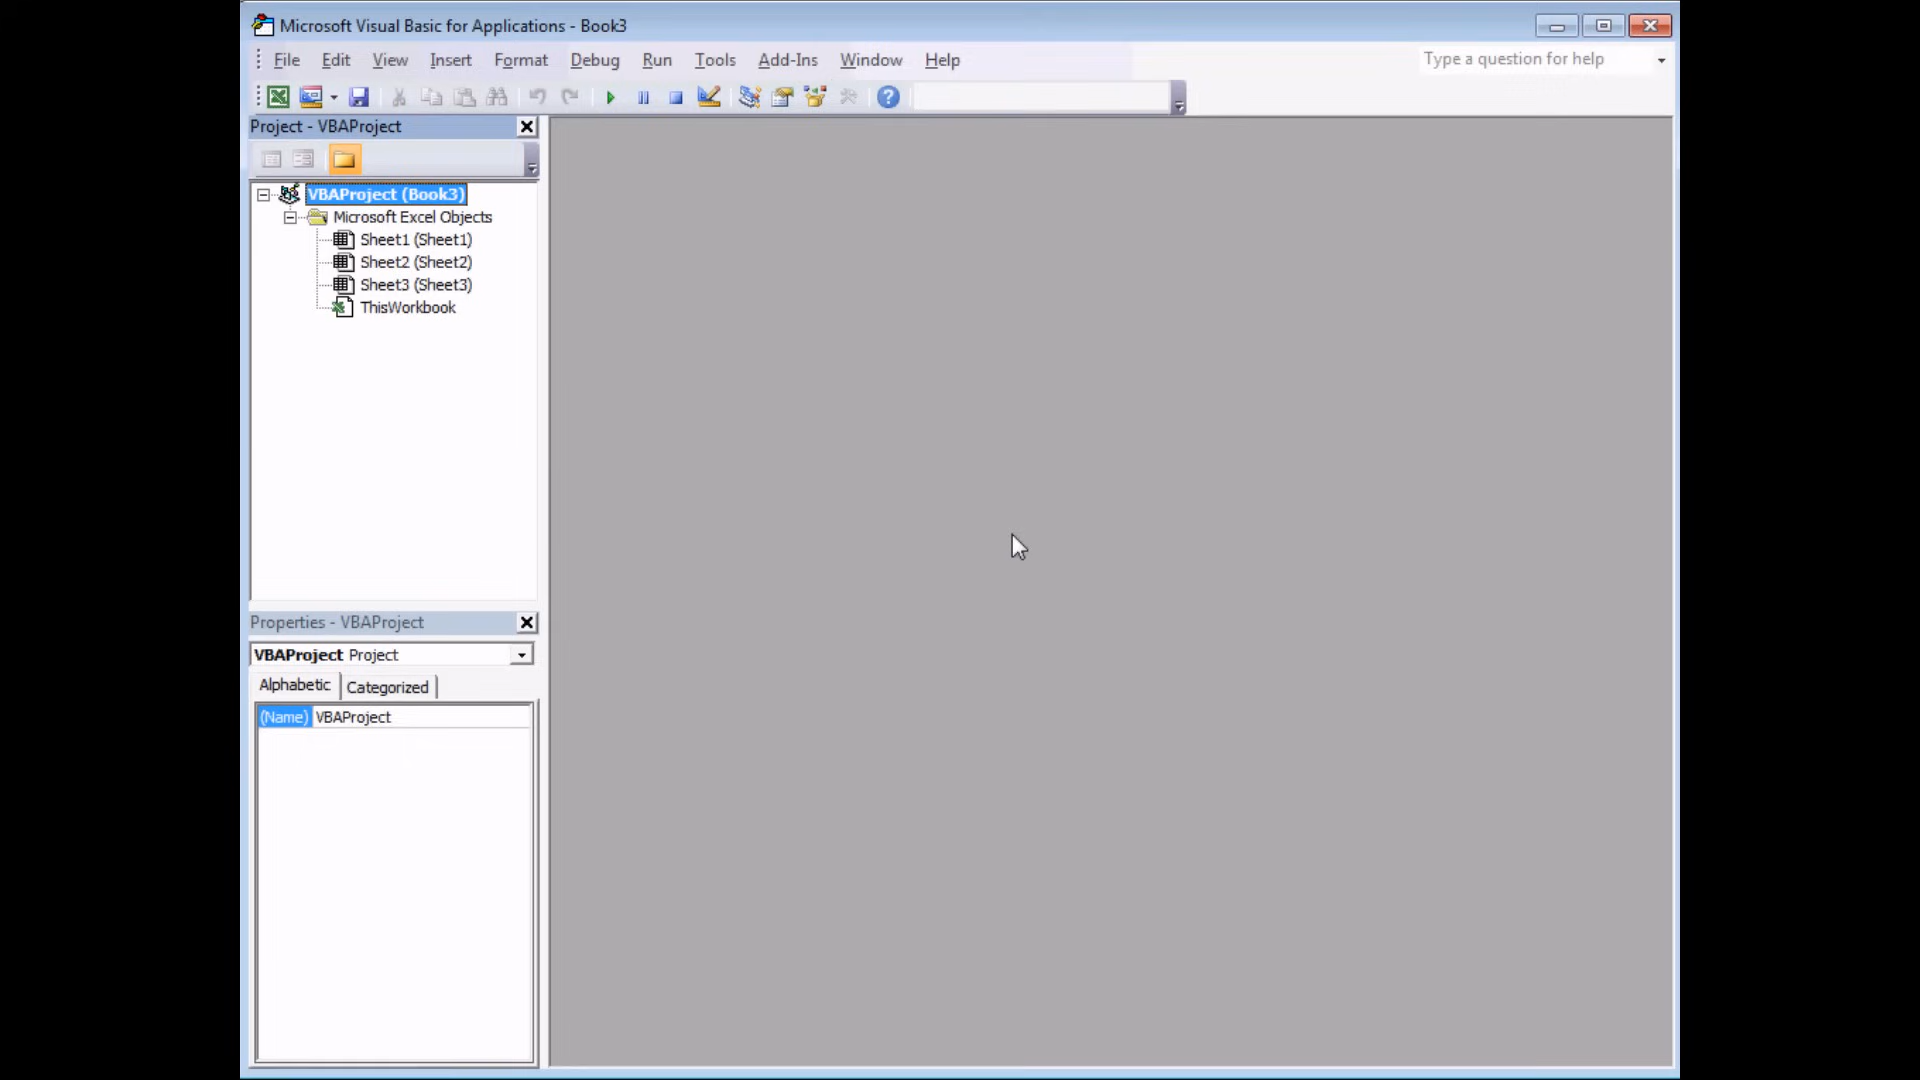 Microsoft Visual Basic for Applications - Book3
File Edit View Insert Format Debug Run Tools Add-Ins Window Help
Type a question for help
Project - VBAProject
VBAProject (Book3)
Microsoft Excel Objects
Sheet1 (Sheet1)
Sheet2 (Sheet2)
Sheet3 (Sheet3)
ThisWorkbook
Properties - VBAProject
VBAProject Project
Alphabetic Categorized
(Name) VBAProject